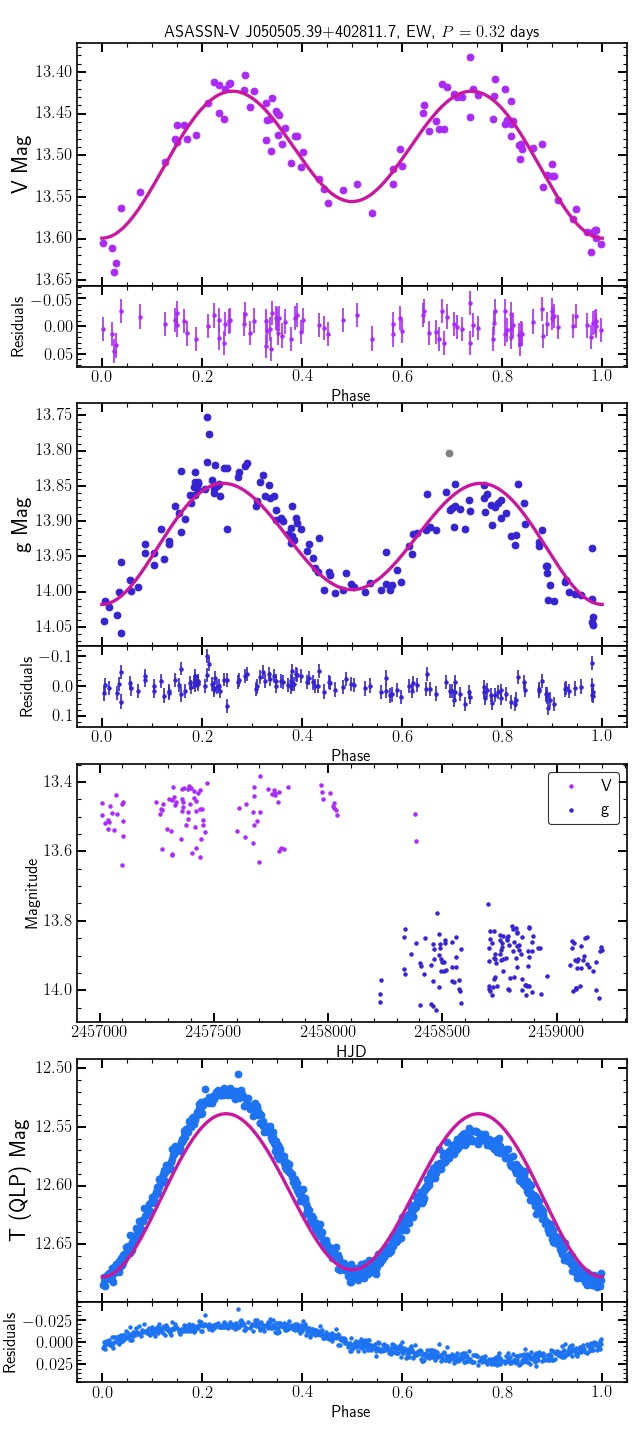 ASASSN-V J050505.39+402811.7, EW, P = 0.32 days
13.40
13.45
13.50
13.55
13.60
13.65
V Mag
−0.05
0.00
0.05
Residuals
0.0 0.2 0.4 0.6 0.8 1.0
Phase
13.75
13.80
13.85
13.90
13.95
14.00
14.05
g Mag
−0.1
0.0
0.1
Residuals
0.0 0.2 0.4 0.6 0.8 1.0
Phase
13.4
13.6
13.8
14.0
Magnitude
V
g
2457000 2457500 2458000 2458500 2459000
HJD
12.50
12.55
12.60
12.65
T (QLP) Mag
−0.025
0.000
0.025
Residuals
0.0 0.2 0.4 0.6 0.8 1.0
Phase